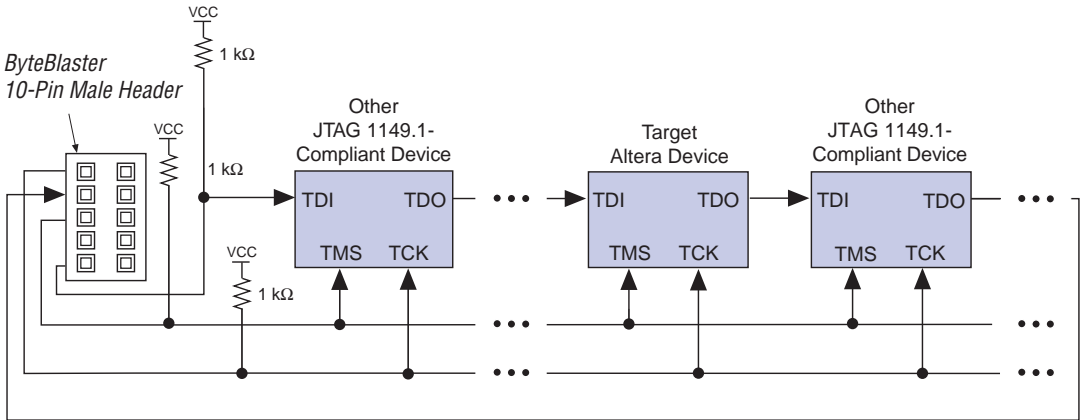 VCC
1 kΩ
ByteBlaster
10-Pin Male Header
VCC
1 kΩ
Other
JTAG 1149.1-
Compliant Device
Target
Altera Device
Other
JTAG 1149.1-
Compliant Device
TDI TDO
TMS TCK
TDI TDO
TMS TCK
TDI TDO
TMS TCK
VCC
1 kΩ